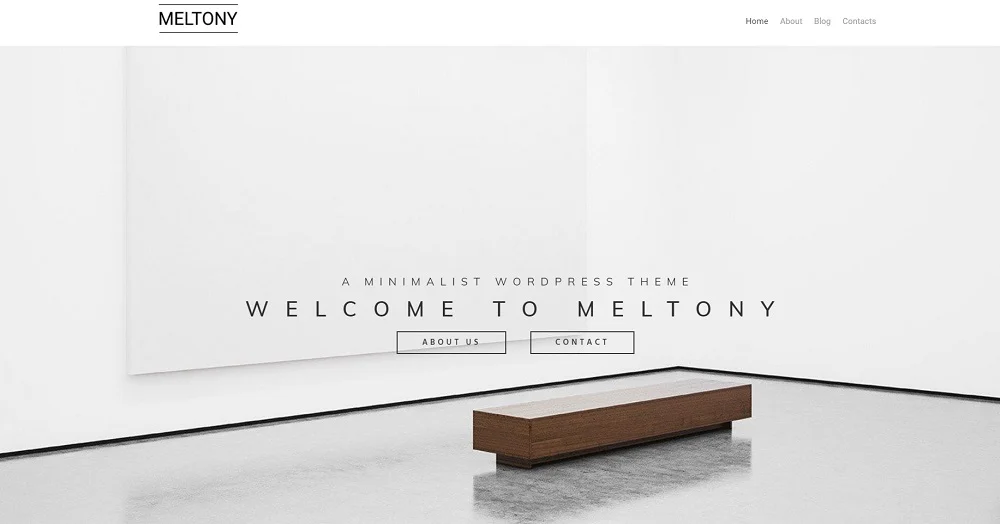 MELTONY
Home About Blog Contacts
A MINIMALIST WORDPRESS THEME
WELCOME TO MELTONY
ABOUT US CONTACT